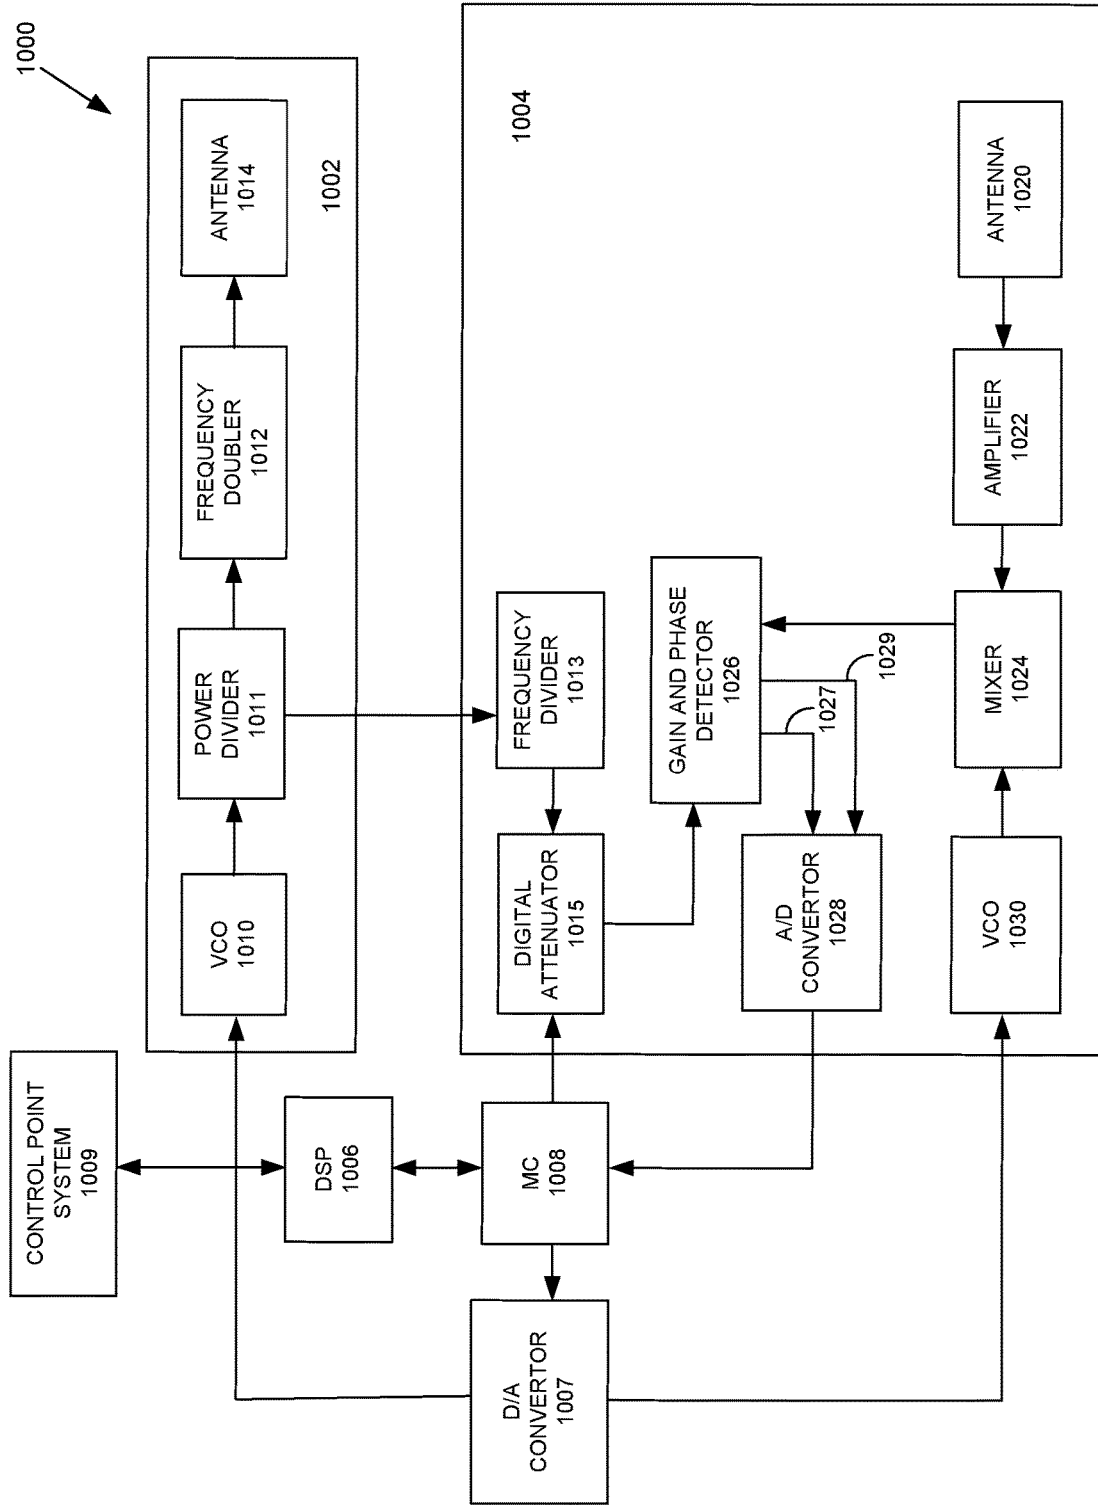 1000
CONTROL POINT
SYSTEM
1009
VCO
1010
POWER
DIVIDER
1011
FREQUENCY
DOUBLER
1012
ANTENNA
1014
1002
DSP
1006
1004
D/A
CONVERTOR
1007
MC
1008
DIGITAL
ATTENUATOR
1015
FREQUENCY
DIVIDER
1013
GAIN AND PHASE
DETECTOR
1026
1027
1029
A/D
CONVERTOR
1028
VCO
1030
MIXER
1024
AMPLIFIER
1022
ANTENNA
1020